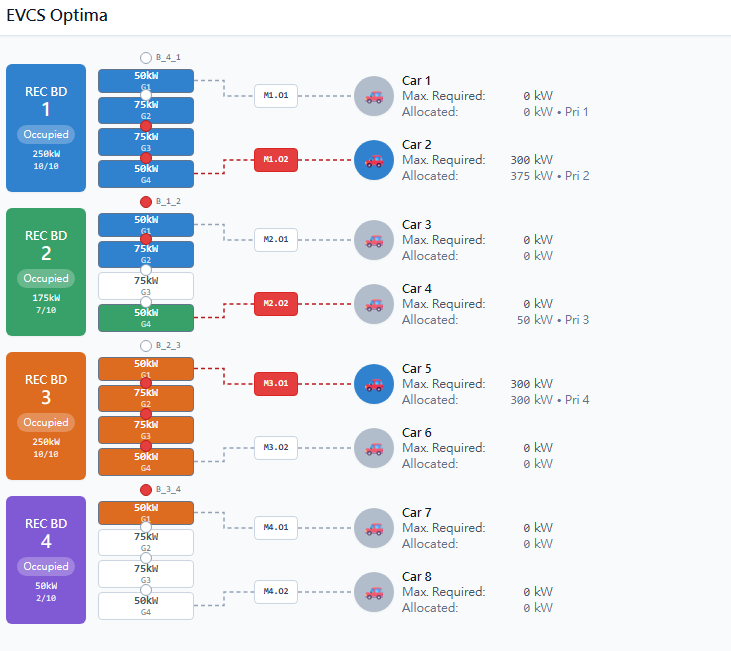 EVCS Optima
B_4_1
REC BD
1
Occupied
250kW
10/10
50kW
G1
75kW
G2
75kW
G3
50kW
G4
M1.O1
M1.O2
Car 1
Max. Required: 0 kW
Allocated: 0 kW • Pri 1
Car 2
Max. Required: 300 kW
Allocated: 375 kW • Pri 2
B_1_2
REC BD
2
Occupied
175kW
7/10
50kW
G1
75kW
G2
75kW
G3
50kW
G4
M2.O1
M2.O2
Car 3
Max. Required: 0 kW
Allocated: 0 kW
Car 4
Max. Required: 0 kW
Allocated: 50 kW • Pri 3
B_2_3
REC BD
3
Occupied
250kW
10/10
50kW
G1
75kW
G2
75kW
G3
50kW
G4
M3.O1
M3.O2
Car 5
Max. Required: 300 kW
Allocated: 300 kW • Pri 4
Car 6
Max. Required: 0 kW
Allocated: 0 kW
B_3_4
REC BD
4
Occupied
50kW
2/10
50kW
G1
75kW
G2
75kW
G3
50kW
G4
M4.O1
M4.O2
Car 7
Max. Required: 0 kW
Allocated: 0 kW
Car 8
Max. Required: 0 kW
Allocated: 0 kW